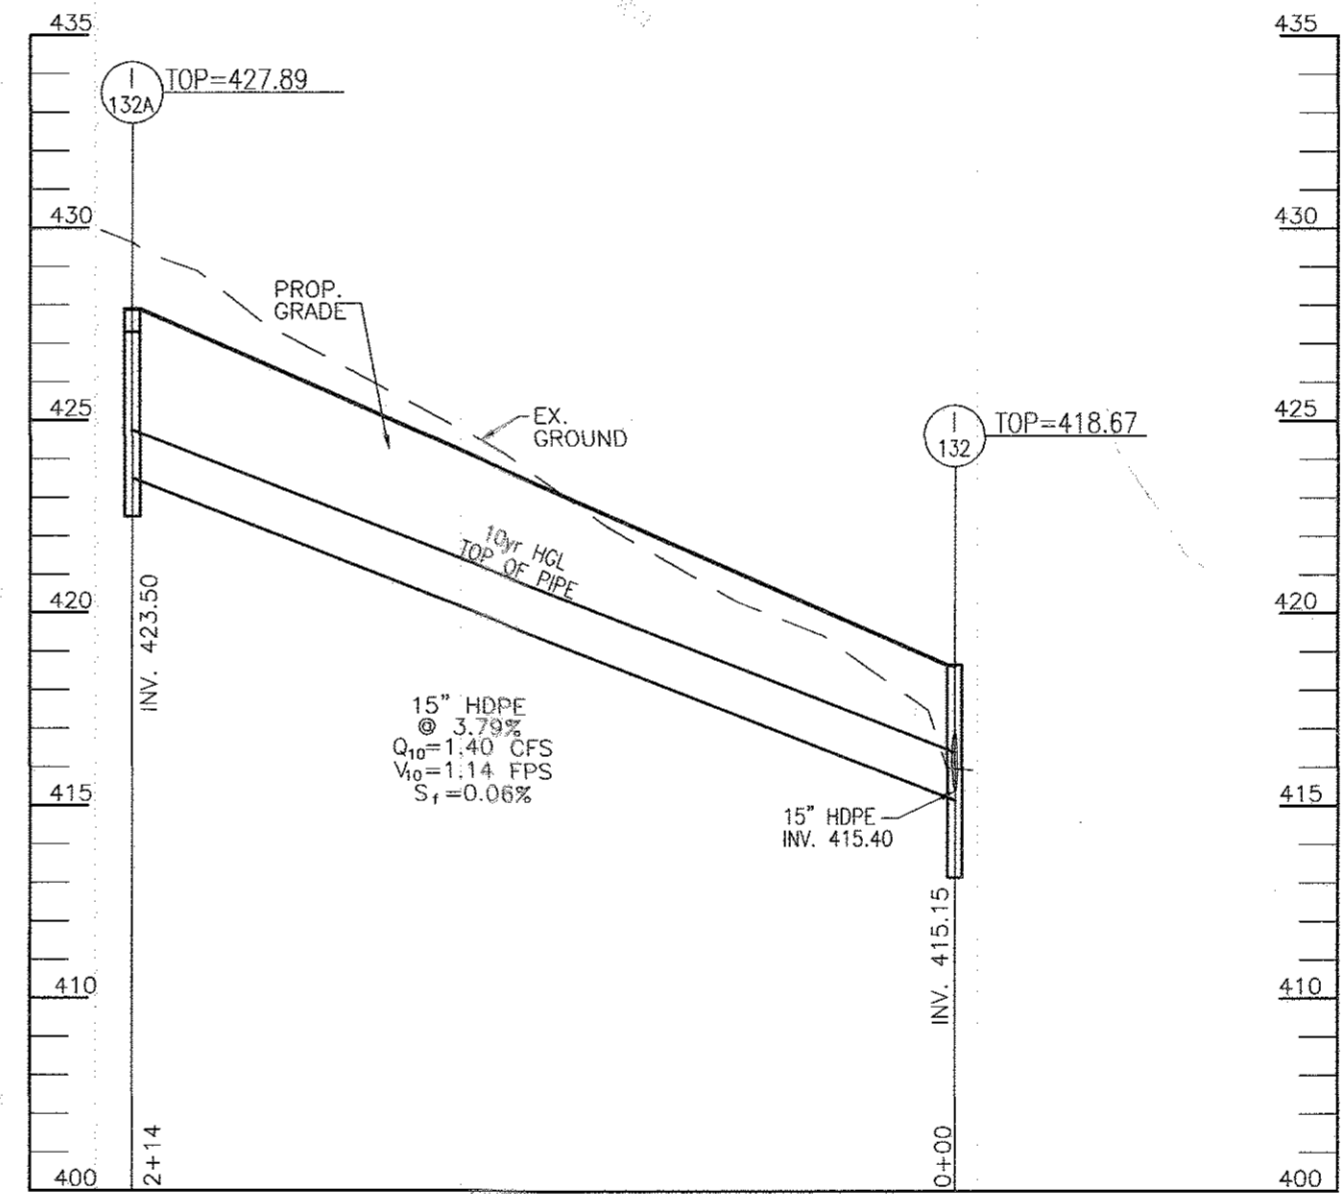 435
435
I
132A
TOP=427.89
430
430
PROP.
GRADE
425
425
EX.
GROUND
I
132
TOP=418.67
10yr HGL
TOP OF PIPE
420
420
INV. 423.50
15" HDPE
@ 3.79%
Q10=1.40 CFS
V10=1.14 FPS
Sf=0.06%
415
415
15" HDPE
INV. 415.40
INV. 415.15
410
410
2+14
0+00
400
400